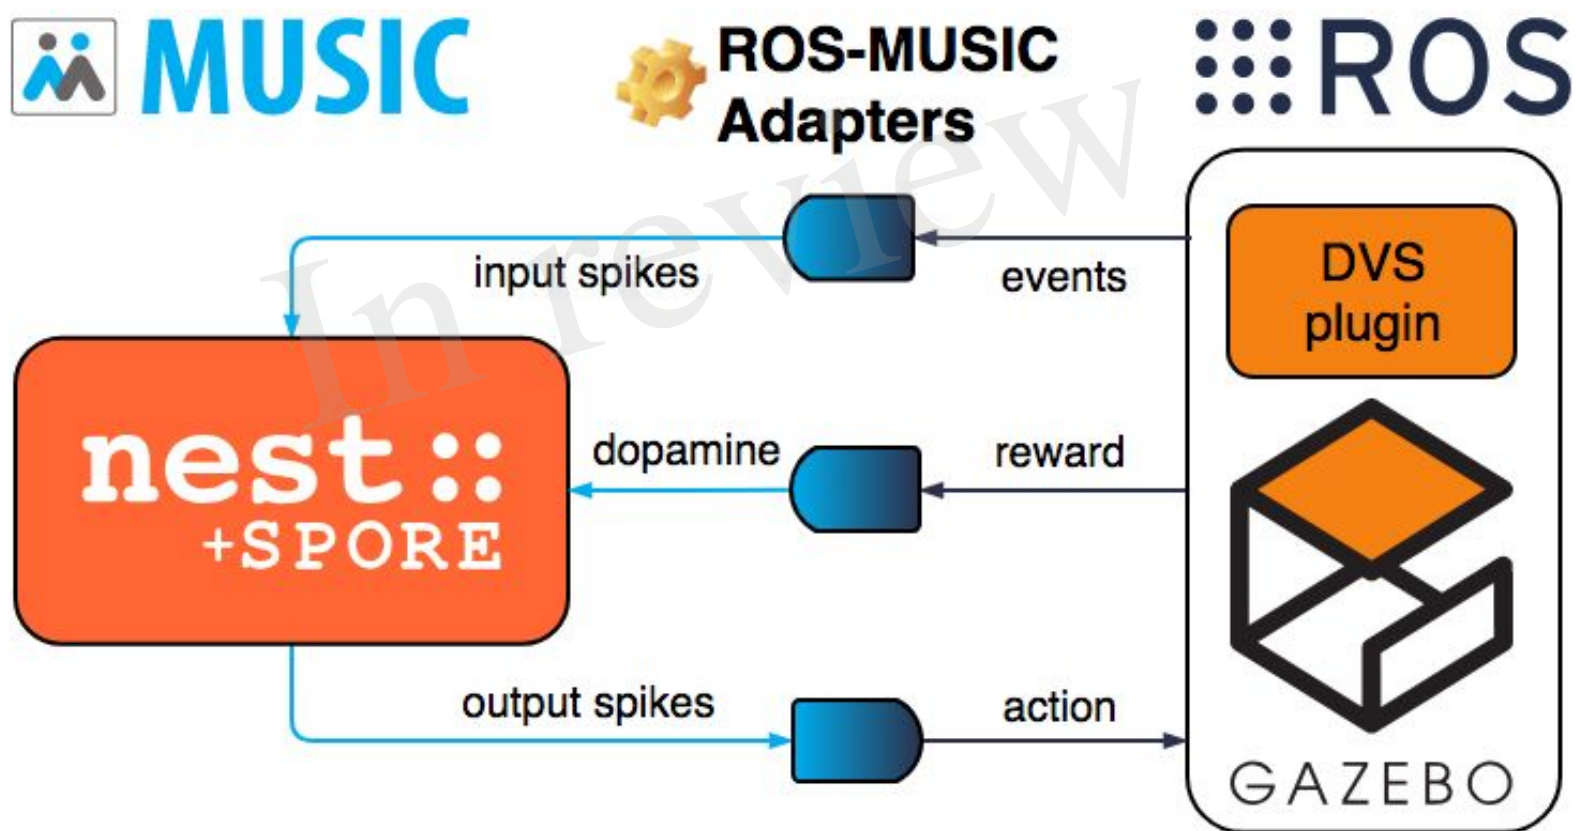 MUSIC
ROS-MUSIC
Adapters
ROS
In review
input spikes
events
DVS
plugin
nest::
+SPORE
dopamine
reward
output spikes
action
GAZEBO